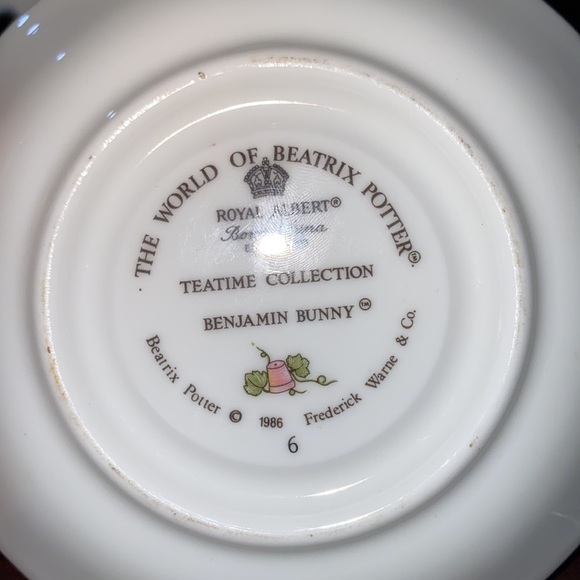 · THE WORLD OF BEATRIX POTTER™.
ROYAL ALBERT®
TEATIME COLLECTION
BENJAMIN BUNNY™
Beatrix Potter © 1986 Frederick Warne & Co.
6